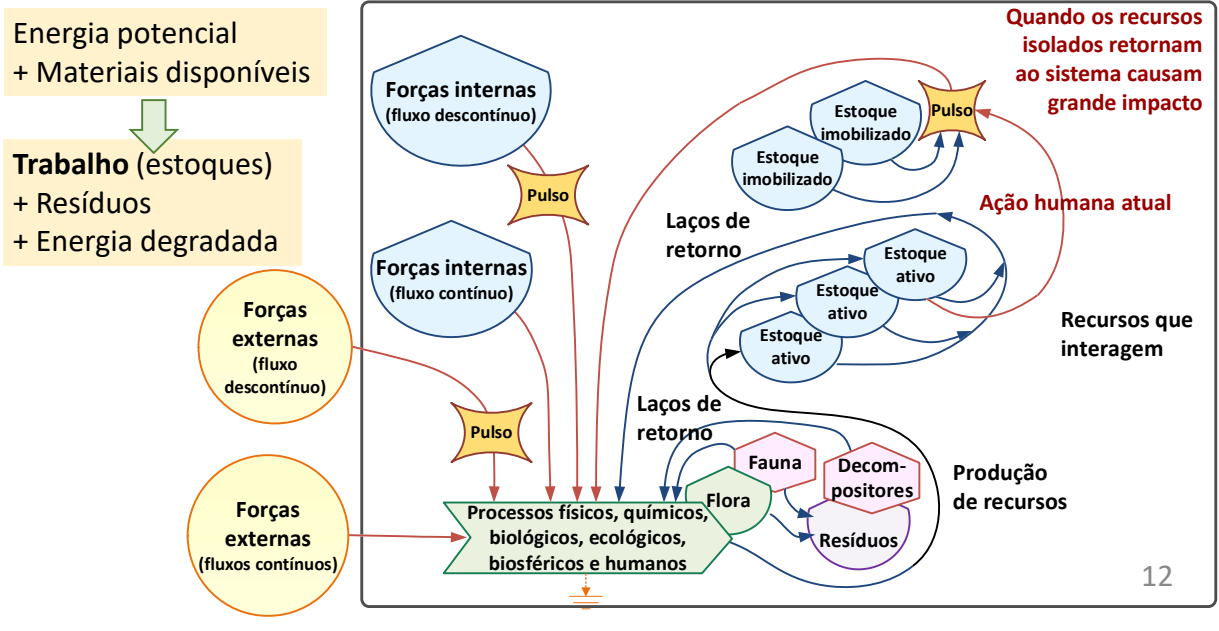 Energia potencial
+ Materiais disponíveis
Trabalho (estoques)
+ Resíduos
+ Energia degradada
Forças
externas
(fluxo
descontínuo)
Forças
externas
(fluxos contínuos)
Forças internas
(fluxo descontínuo)
Pulso
Forças internas
(fluxo contínuo)
Pulso
Quando os recursos
isolados retornam
ao sistema causam
grande impacto
Estoque
imobilizado
Pulso
Estoque
imobilizado
Ação humana atual
Laços de
retorno
Estoque
ativo
Estoque
ativo
Estoque
ativo
Recursos que
interagem
Laços de
retorno
Fauna
Decom-
positores
Flora
Resíduos
Produção
de recursos
Processos físicos, químicos,
biológicos, ecológicos,
biosféricos e humanos
12